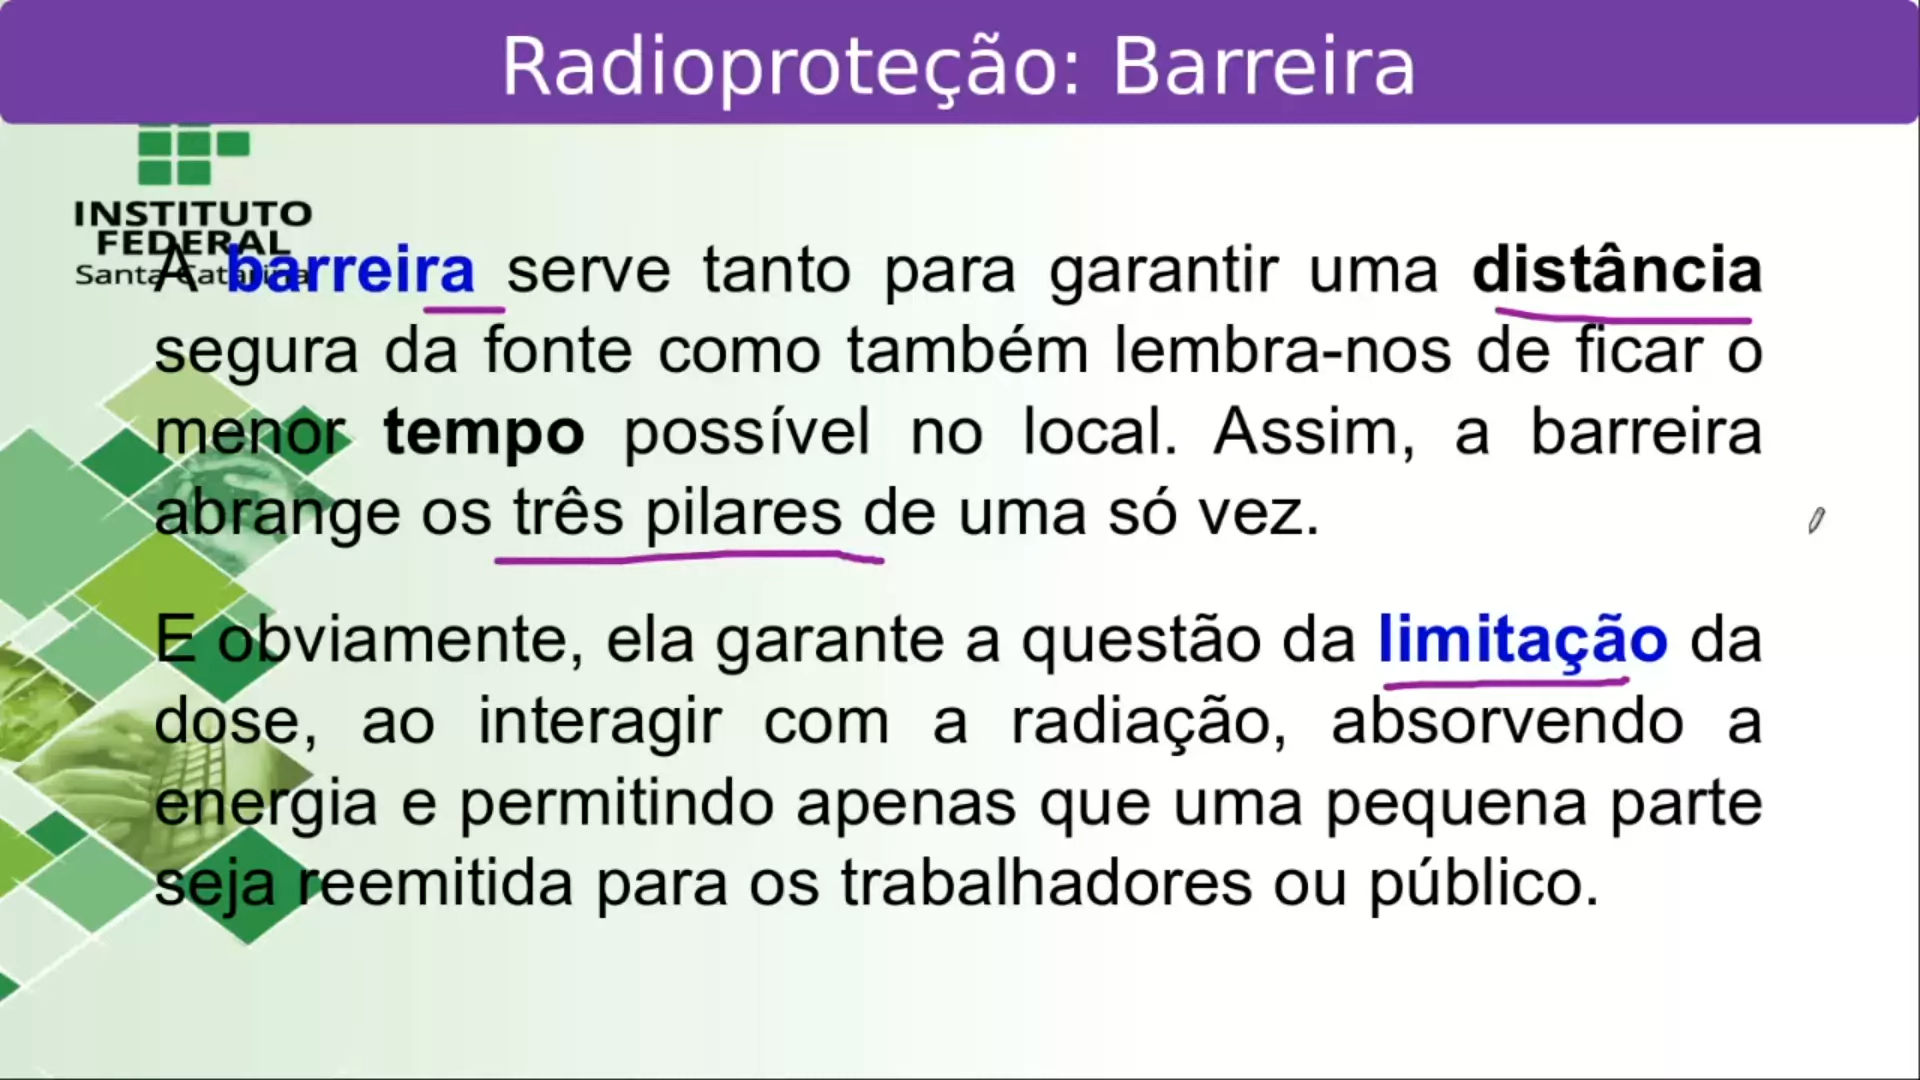 Radioproteção: Barreira
INSTITUTO
FEDERAL
Santa Catarina
A barreira serve tanto para garantir uma distância
segura da fonte como também lembra-nos de ficar o
menor tempo possível no local. Assim, a barreira
abrange os três pilares de uma só vez.
E obviamente, ela garante a questão da limitação da
dose, ao interagir com a radiação, absorvendo a
energia e permitindo apenas que uma pequena parte
seja reemitida para os trabalhadores ou público.